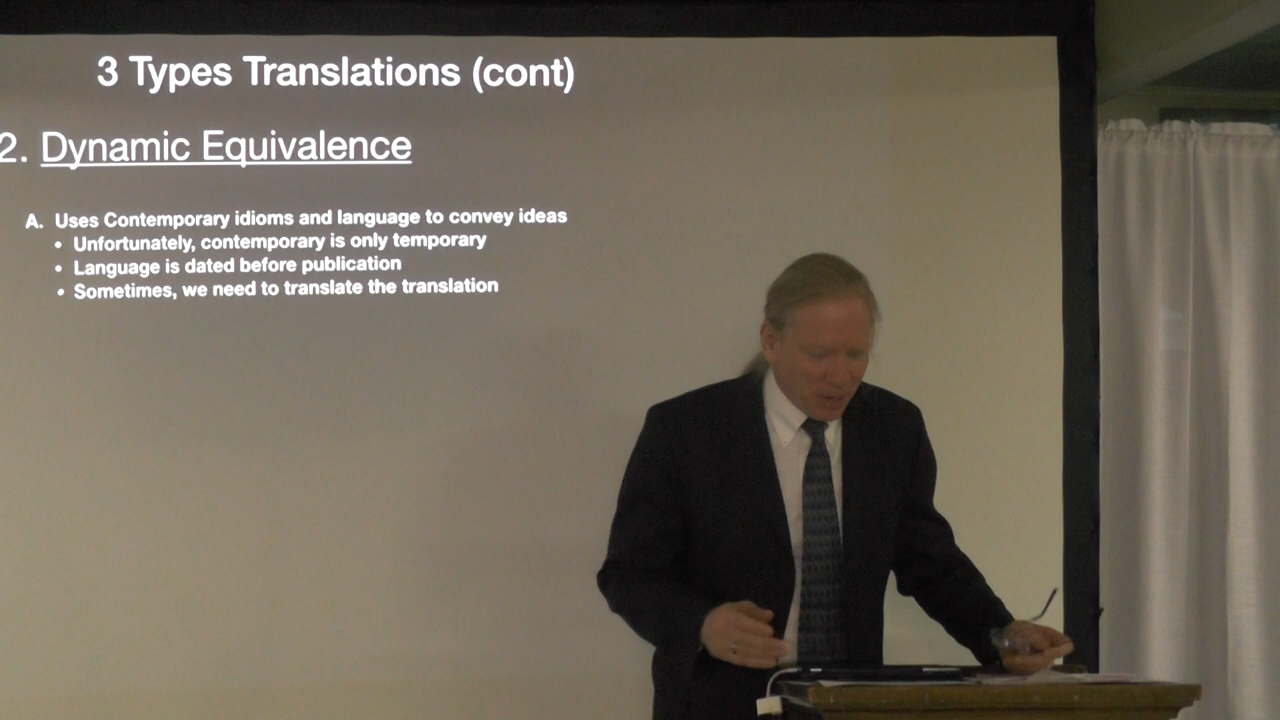 3 Types Translations (cont)
2. Dynamic Equivalence
A. Uses Contemporary idioms and language to convey ideas
• Unfortunately, contemporary is only temporary
• Language is dated before publication
• Sometimes, we need to translate the translation